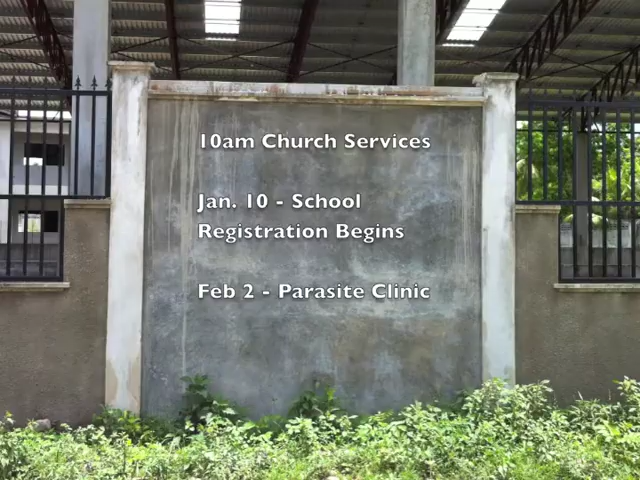 10am Church Services
Jan. 10 - School
Registration Begins
Feb 2 - Parasite Clinic